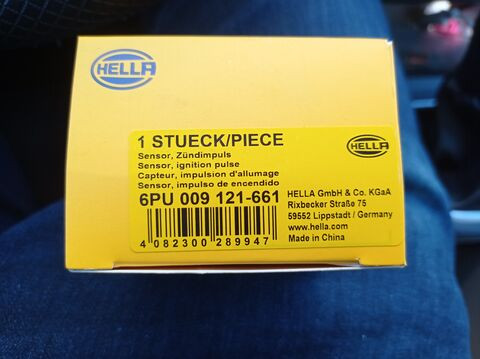 HELLA
1 STUECK/PIECE
Sensor, Zündimpuls
Sensor, ignition pulse
Capteur, impulsion d'allumage
Sensor, impulso de encendido
6PU 009 121-661
4 082300 289947
HELLA
HELLA GmbH & Co. KGaA
Rixbecker Straße 75
59552 Lippstadt / Germany
www.hella.com
Made in China